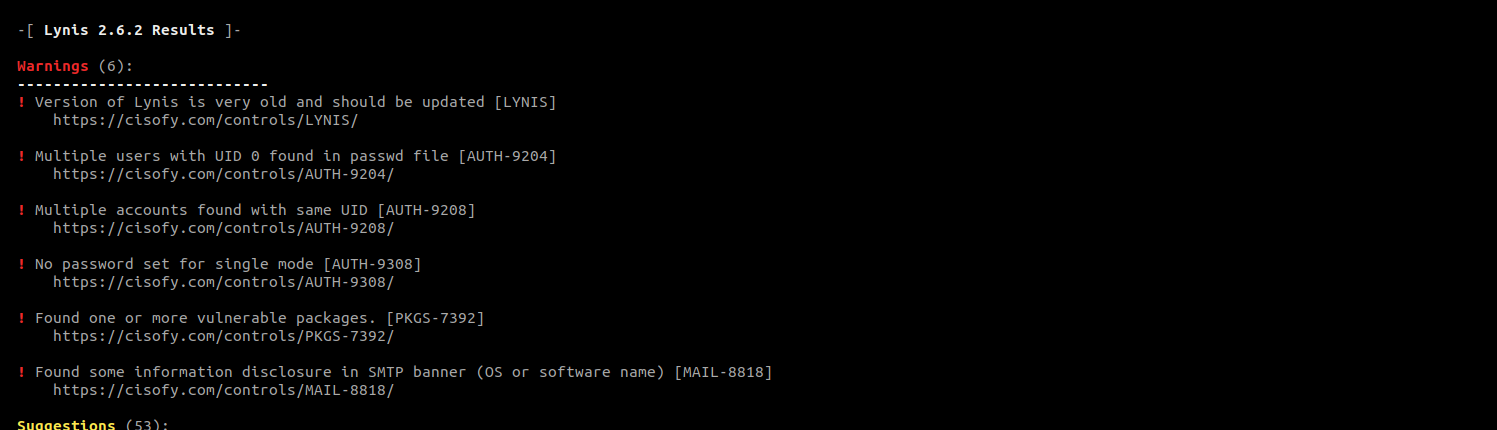 -[ Lynis 2.6.2 Results ]-
Warnings (6):
----------------------------
! Version of Lynis is very old and should be updated [LYNIS]
https://cisofy.com/controls/LYNIS/
! Multiple users with UID 0 found in passwd file [AUTH-9204]
https://cisofy.com/controls/AUTH-9204/
! Multiple accounts found with same UID [AUTH-9208]
https://cisofy.com/controls/AUTH-9208/
! No password set for single mode [AUTH-9308]
https://cisofy.com/controls/AUTH-9308/
! Found one or more vulnerable packages. [PKGS-7392]
https://cisofy.com/controls/PKGS-7392/
! Found some information disclosure in SMTP banner (OS or software name) [MAIL-8818]
https://cisofy.com/controls/MAIL-8818/
Suggestions (53):